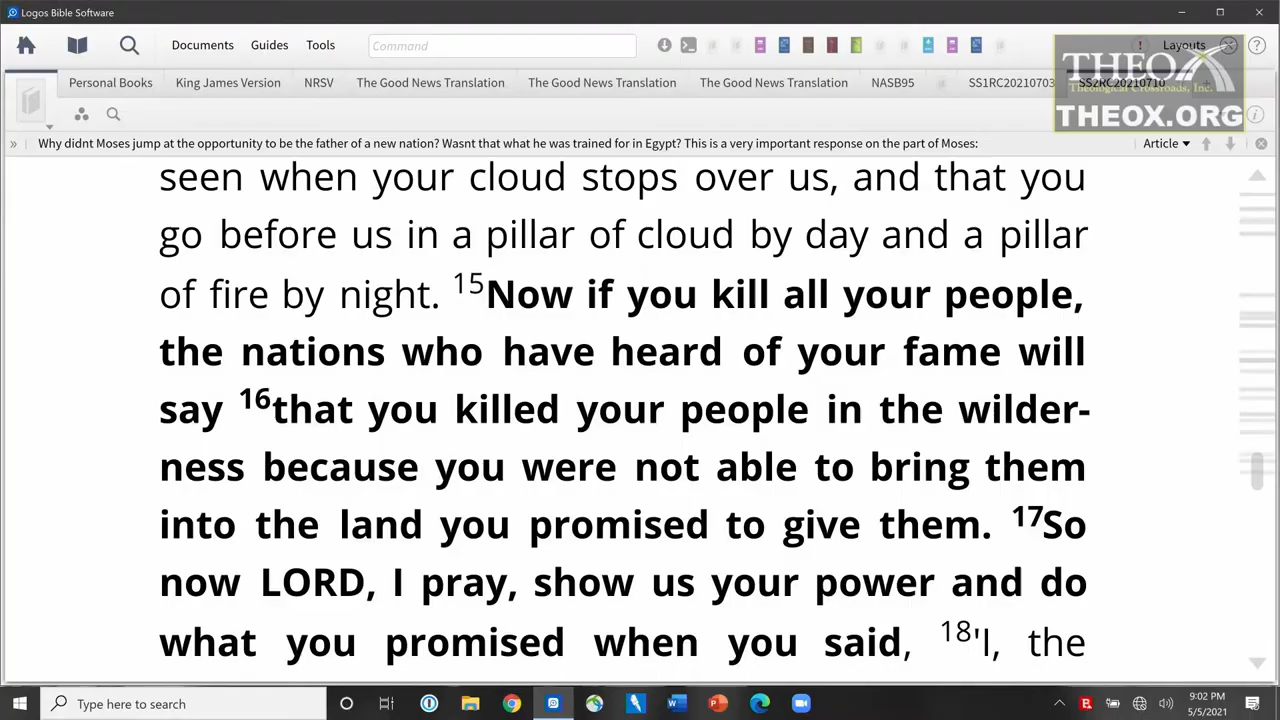 Logos Bible Software
Documents Guides Tools Command Layouts
THEOX
Theological Crossroads, Inc.
THEOX.ORG
Personal Books King James Version NRSV The Good News Translation The Good News Translation The Good News Translation NASB95 SS1RC20210703 SS2RC20210710
» Why didnt Moses jump at the opportunity to be the father of a new nation? Wasnt that what he was trained for in Egypt? This is a very important response on the part of Moses: Article
seen when your cloud stops over us, and that you
go before us in a pillar of cloud by day and a pillar
of fire by night. 15Now if you kill all your people,
the nations who have heard of your fame will
say 16that you killed your people in the wilder-
ness because you were not able to bring them
into the land you promised to give them. 17So
now LORD, I pray, show us your power and do
what you promised when you said, 18'I, the
Type here to search
9:02 PM
5/5/2021